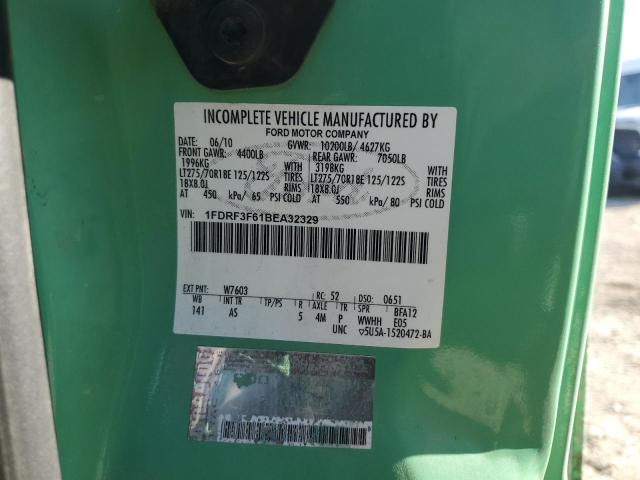 INCOMPLETE VEHICLE MANUFACTURED BY
FORD MOTOR COMPANY
DATE: 06/10 GVWR: 10200LB/ 4627KG
FRONT GAWR: 4400LB REAR GAWR: 7050LB
1996KG WITH 3198KG WITH
LT275/70R18E 125/122S TIRES LT275/70R18E 125/122S TIRES
18X8.0J RIMS 18X8.0J RIMS
AT 450 kPa/ 65 PSI COLD AT 550 kPa/ 80 PSI COLD
VIN: 1FDRF3F61BEA32329
EXT PNT: W7603 RC: 52 DSO: 0651
WB INT TR TP/PS R AXLE TR SPR BFA12
141 AS 5 4M P WWHH E05
UNC ▽5U5A-1520472-BA